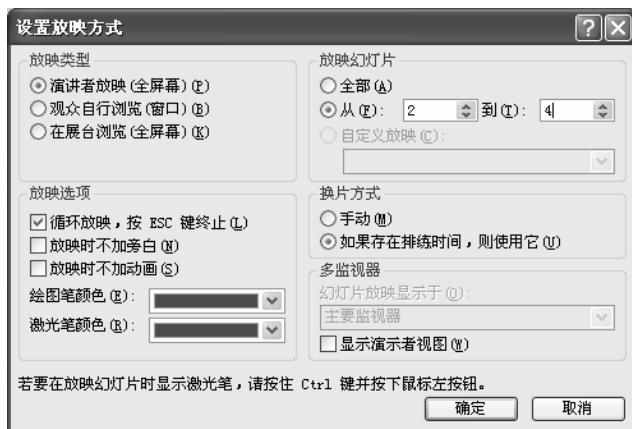 设置放映方式
放映类型
演讲者放映(全屏幕)(P)
观众自行浏览(窗口)(B)
在展台浏览(全屏幕)(K)
放映幻灯片
全部(A)
从(F): 2 到(T): 4
自定义放映(C):
放映选项
循环放映，按 ESC 键终止(L)
放映时不加旁白(N)
放映时不加动画(S)
绘图笔颜色(E):
激光笔颜色(R):
换片方式
手动(M)
如果存在排练时间，则使用它(U)
多监视器
幻灯片放映显示于(O):
主要监视器
显示演示者视图(W)
若要在放映幻灯片时显示激光笔，请按住 Ctrl 键并按下鼠标左按钮。
确定 取消